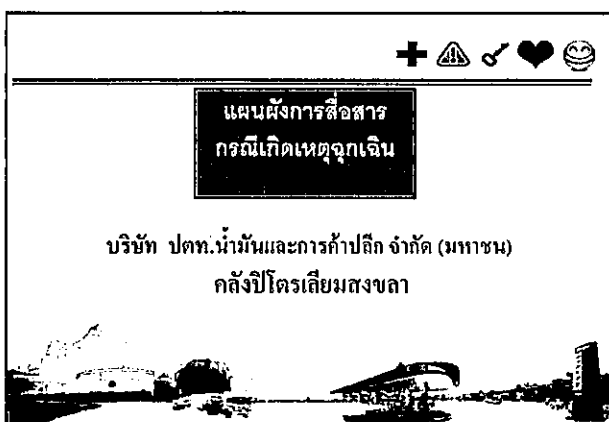 แผนผังการสื่อสาร
กรณีเกิดเหตุฉุกเฉิน
บริษัท ปตท.น้ำมันและการค้าปลีก จำกัด (มหาชน)
คลังปิโตรเลียมสงขลา